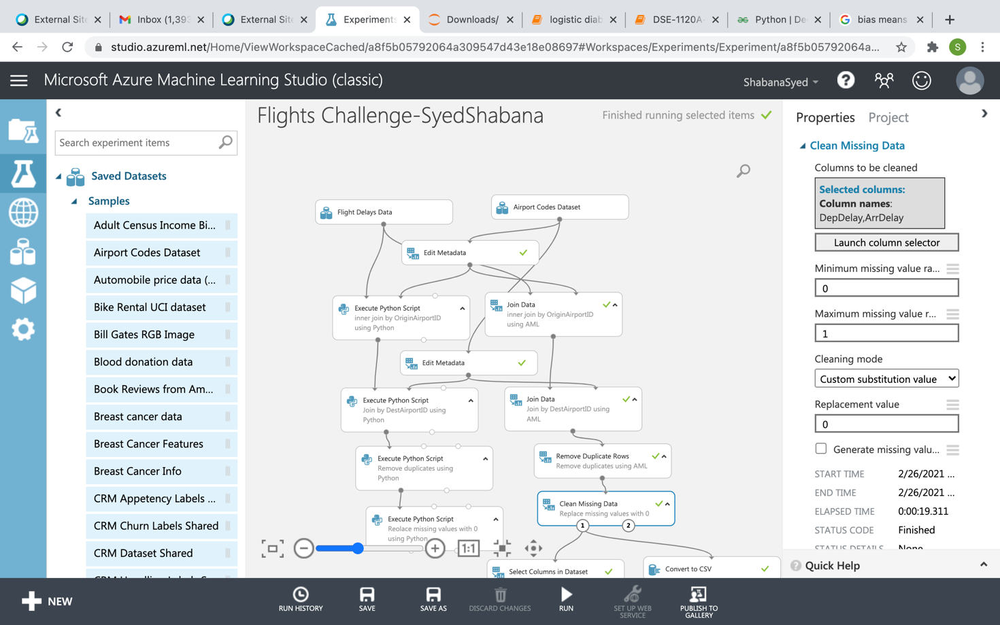 External Site
Inbox (1,393
External Site
Experiments
Downloads/
logistic diab
DSE-1120A-
Python | De
bias means
studio.azureml.net/Home/ViewWorkspaceCached/a8f5b05792064a309547d43e18e08697#Workspaces/Experiments/Experiment/a8f5b05792064a...
S
Microsoft Azure Machine Learning Studio (classic)
ShabanaSyed
?
Search experiment items
Saved Datasets
Samples
Adult Census Income Bi...
Airport Codes Dataset
Automobile price data (...
Bike Rental UCI dataset
Bill Gates RGB Image
Blood donation data
Book Reviews from Am...
Breast cancer data
Breast Cancer Features
Breast Cancer Info
CRM Appetency Labels ...
CRM Churn Labels Shared
CRM Dataset Shared
Flights Challenge-SyedShabana
Finished running selected items
Flight Delays Data
Airport Codes Dataset
Edit Metadata
Execute Python Script
inner join by OriginAirportID
using Python
Join Data
inner join by OriginAirportID
using AML
Edit Metadata
Execute Python Script
Join by DestAirportID using
Python
Join Data
Join by DestAirportID using
AML
Execute Python Script
Remove duplicates using
Python
Remove Duplicate Rows
Remove duplicates using AML
Clean Missing Data
Replace missing values with 0
1
2
Execute Python Script
Reolace missing values with 0
using Python
1:1
Select Columns in Dataset
Convert to CSV
Properties
Project
Clean Missing Data
Columns to be cleaned
Selected columns:
Column names:
DepDelay,ArrDelay
Launch column selector
Minimum missing value ra...
0
Maximum missing value r...
1
Cleaning mode
Custom substitution value
Replacement value
0
Generate missing valu...
START TIME 2/26/2021 ...
END TIME 2/26/2021 ...
ELAPSED TIME 0:00:19.311
STATUS CODE Finished
STATUS DETAILS None
? Quick Help
NEW
RUN HISTORY
SAVE
SAVE AS
DISCARD CHANGES
RUN
SET UP WEB
SERVICE
PUBLISH TO
GALLERY